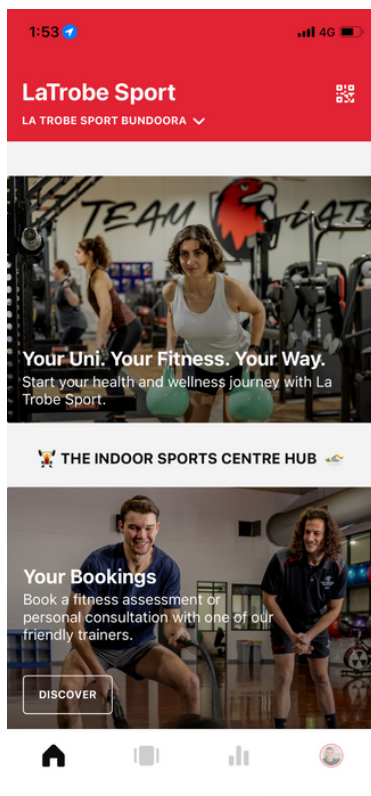 1:53
4G
LaTrobe Sport
LA TROBE SPORT BUNDOORA
TEAM LAT
Your Uni. Your Fitness. Your Way.
Start your health and wellness journey with La
Trobe Sport.
THE INDOOR SPORTS CENTRE HUB
Your Bookings
Book a fitness assessment or
personal consultation with one of our
friendly trainers.
DISCOVER